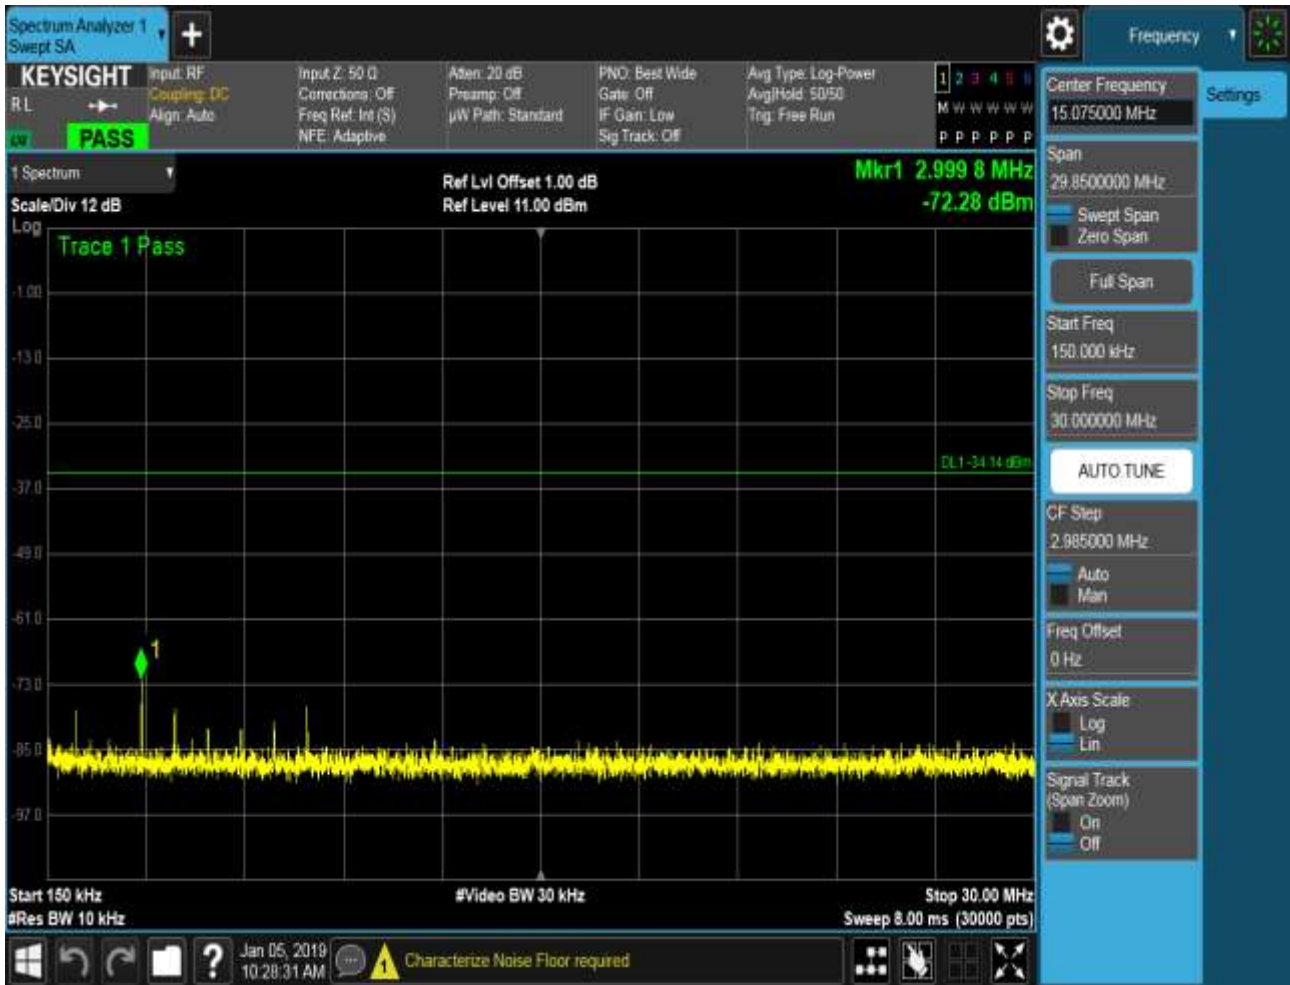 Spectrum Analyzer 1
Swept SA
+
Frequency
KEYSIGHT
R L
PASS
Input: RF
Coupling: DC
Align: Auto
Input Z: 50 Ω
Corrections: Off
Freq Ref: Int (S)
NFE: Adaptive
Atten: 20 dB
Preamp: Off
µW Path: Standard
PNO: Best Wide
Gate: Off
IF Gain: Low
Sig Track: Off
Avg Type: Log-Power
Avg|Hold: 50/50
Trig: Free Run
1 2 3 4 5 6
M W W W W W
P P P P P P
1 Spectrum
Scale/Div 12 dB
Ref Lvl Offset 1.00 dB
Ref Level 11.00 dBm
Mkr1 2.999 8 MHz
-72.28 dBm
Log
Trace 1 Pass
-1.00
-13.0
-25.0
DL1 -34.14 dBm
-37.0
-49.0
-61.0
1
-73.0
-85.0
-97.0
Start 150 kHz
#Video BW 30 kHz
Stop 30.00 MHz
#Res BW 10 kHz
Sweep 8.00 ms (30000 pts)
Center Frequency
15.075000 MHz
Settings
Span
29.8500000 MHz
Swept Span
Zero Span
Full Span
Start Freq
150.000 kHz
Stop Freq
30.000000 MHz
AUTO TUNE
CF Step
2.985000 MHz
Auto
Man
Freq Offset
0 Hz
X Axis Scale
Log
Lin
Signal Track
(Span Zoom)
On
Off
?
Jan 05, 2019
10:28:31 AM
1
Characterize Noise Floor required